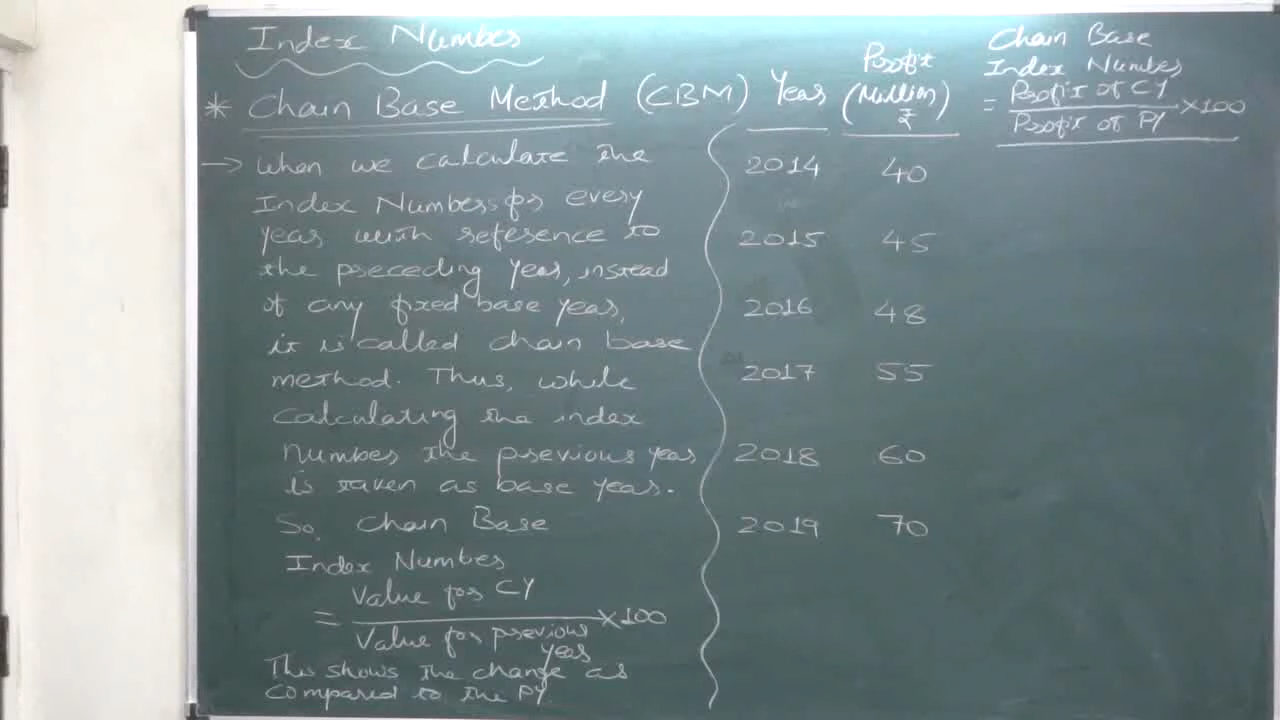 Index Number
* Chain Base Method (CBM)
→ When we calculate the
Index Numbers for every
year with reference to
the preceding year, instead
of any fixed base year,
it is called chain base
method. Thus, while
calculating the index
number the previous year
is taken as base year.
So, Chain Base
Index Number
= Value for CY / Value for previous year ×100
This shows the change as
compared to the PY.
Year Profit (Million ₹) Chain Base Index Number = Profit of CY / Profit of PY ×100
2014 40
2015 45
2016 48
2017 55
2018 60
2019 70